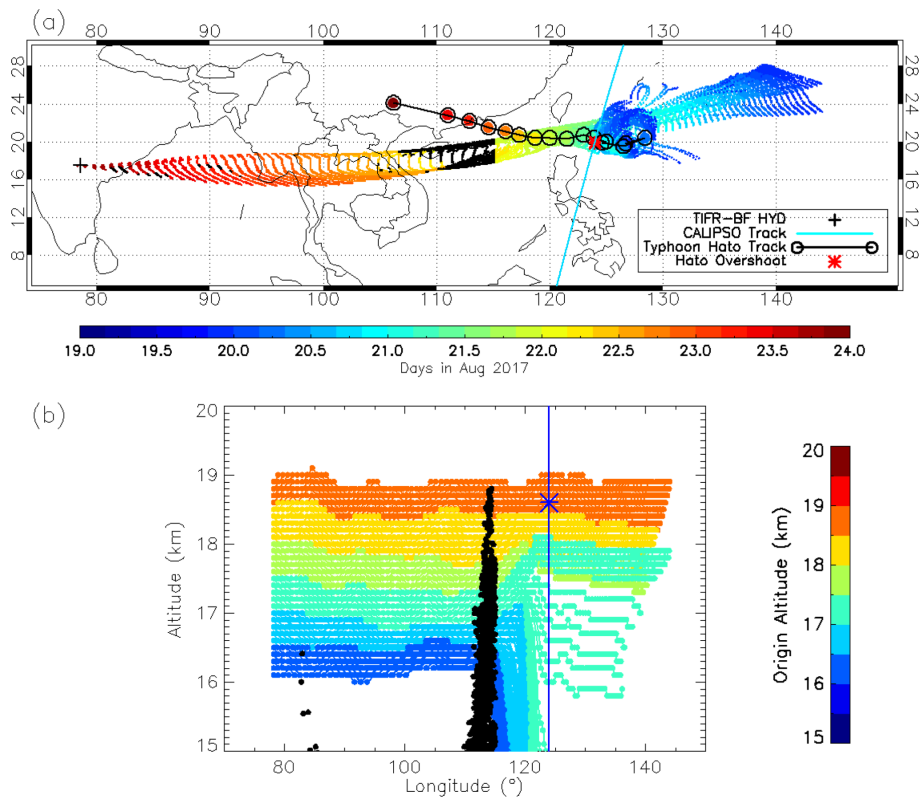 (a)
80 90 100 110 120 130 140
28 28
24 24
20 20
16 16
12 12
8 8
TIFR-BF HYD
CALIPSO Track
Typhoon Hato Track
Hato Overshoot
80 90 100 110 120 130 140
19.0 19.5 20.0 20.5 21.0 21.5 22.0 22.5 23.0 23.5 24.0
Days in Aug 2017
(b)
20
19
18
17
16
15
Altitude (km)
80 100 120 140
Longitude (°)
20
19
18
17
16
15
Origin Altitude (km)